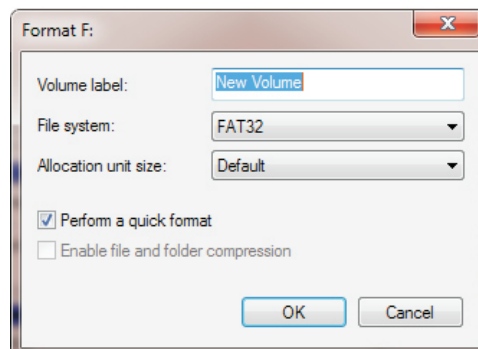 Format F:
Volume label: New Volume
File system: FAT32
Allocation unit size: Default
Perform a quick format
Enable file and folder compression
OK Cancel